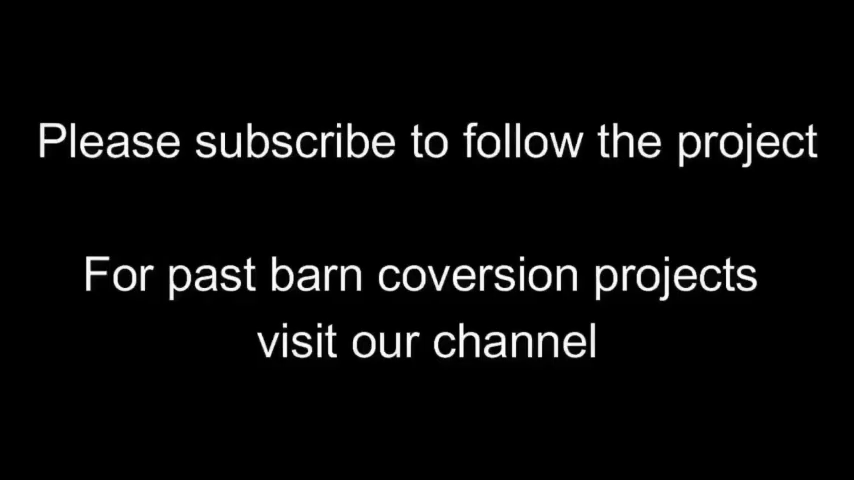 Please subscribe to follow the project
For past barn coversion projects
visit our channel